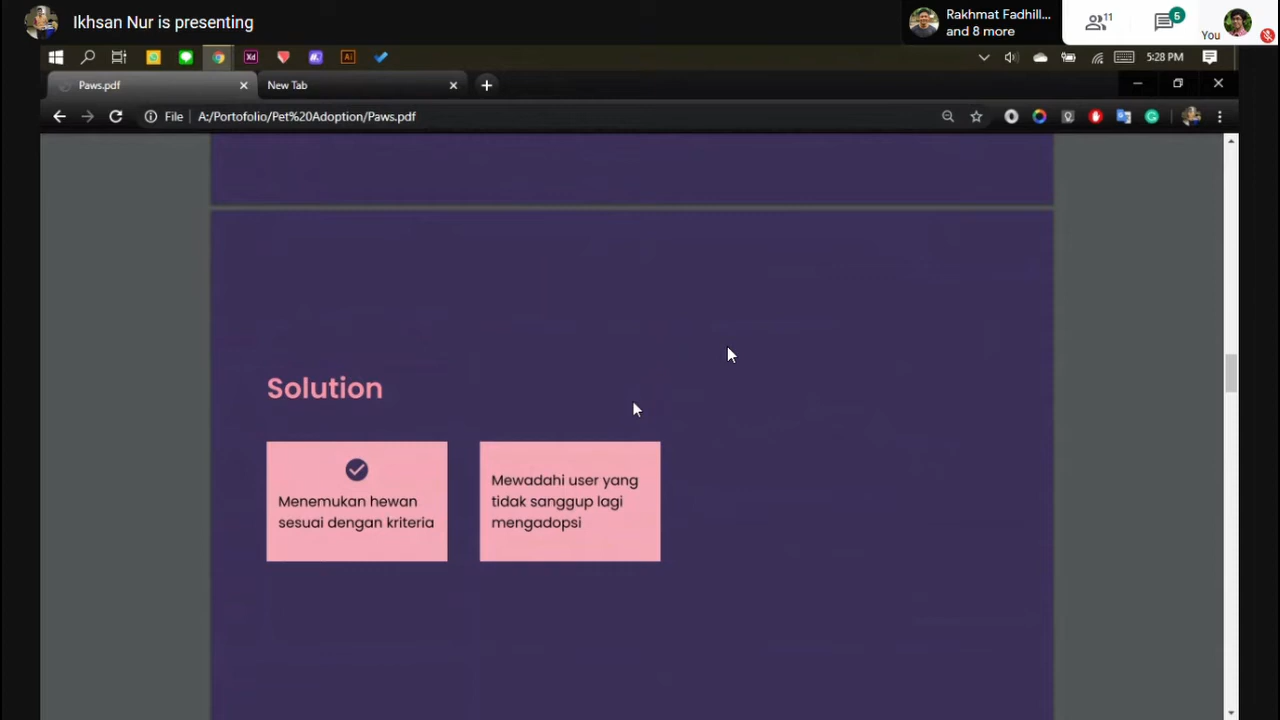 Ikhsan Nur is presenting
Rakhmat Fadhill...
and 8 more
11
5
You
Xd
Ai
5:28 PM
Paws.pdf
New Tab
File
A:/Portofolio/Pet%20Adoption/Paws.pdf
Solution
Menemukan hewan
sesuai dengan kriteria
Mewadahi user yang
tidak sanggup lagi
mengadopsi